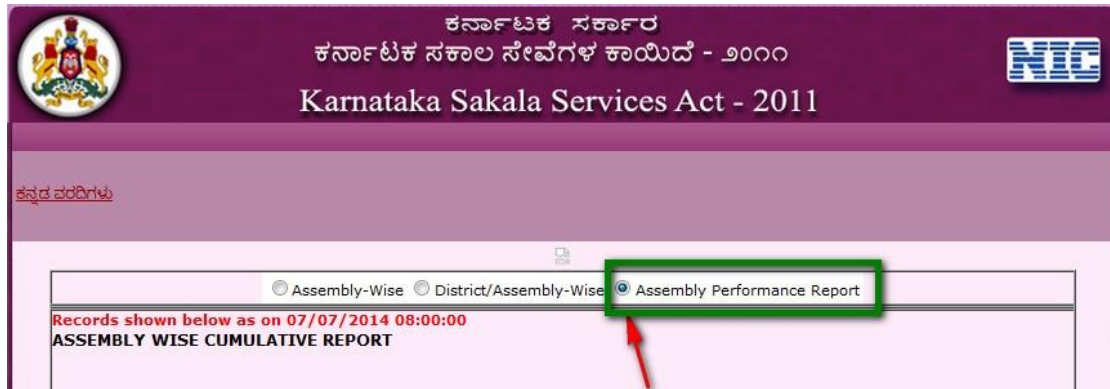 ಕರ್ನಾಟಕ ಸರ್ಕಾರ
ಕರ್ನಾಟಕ ಸಕಾಲ ಸೇವೆಗಳ ಕಾಯಿದೆ - ೨೦೧೧
NIC
Karnataka Sakala Services Act - 2011
ಕನ್ನಡ ವರದಿಗಳು
Assembly-Wise District/Assembly-Wise Assembly Performance Report
Records shown below as on 07/07/2014 08:00:00
ASSEMBLY WISE CUMULATIVE REPORT